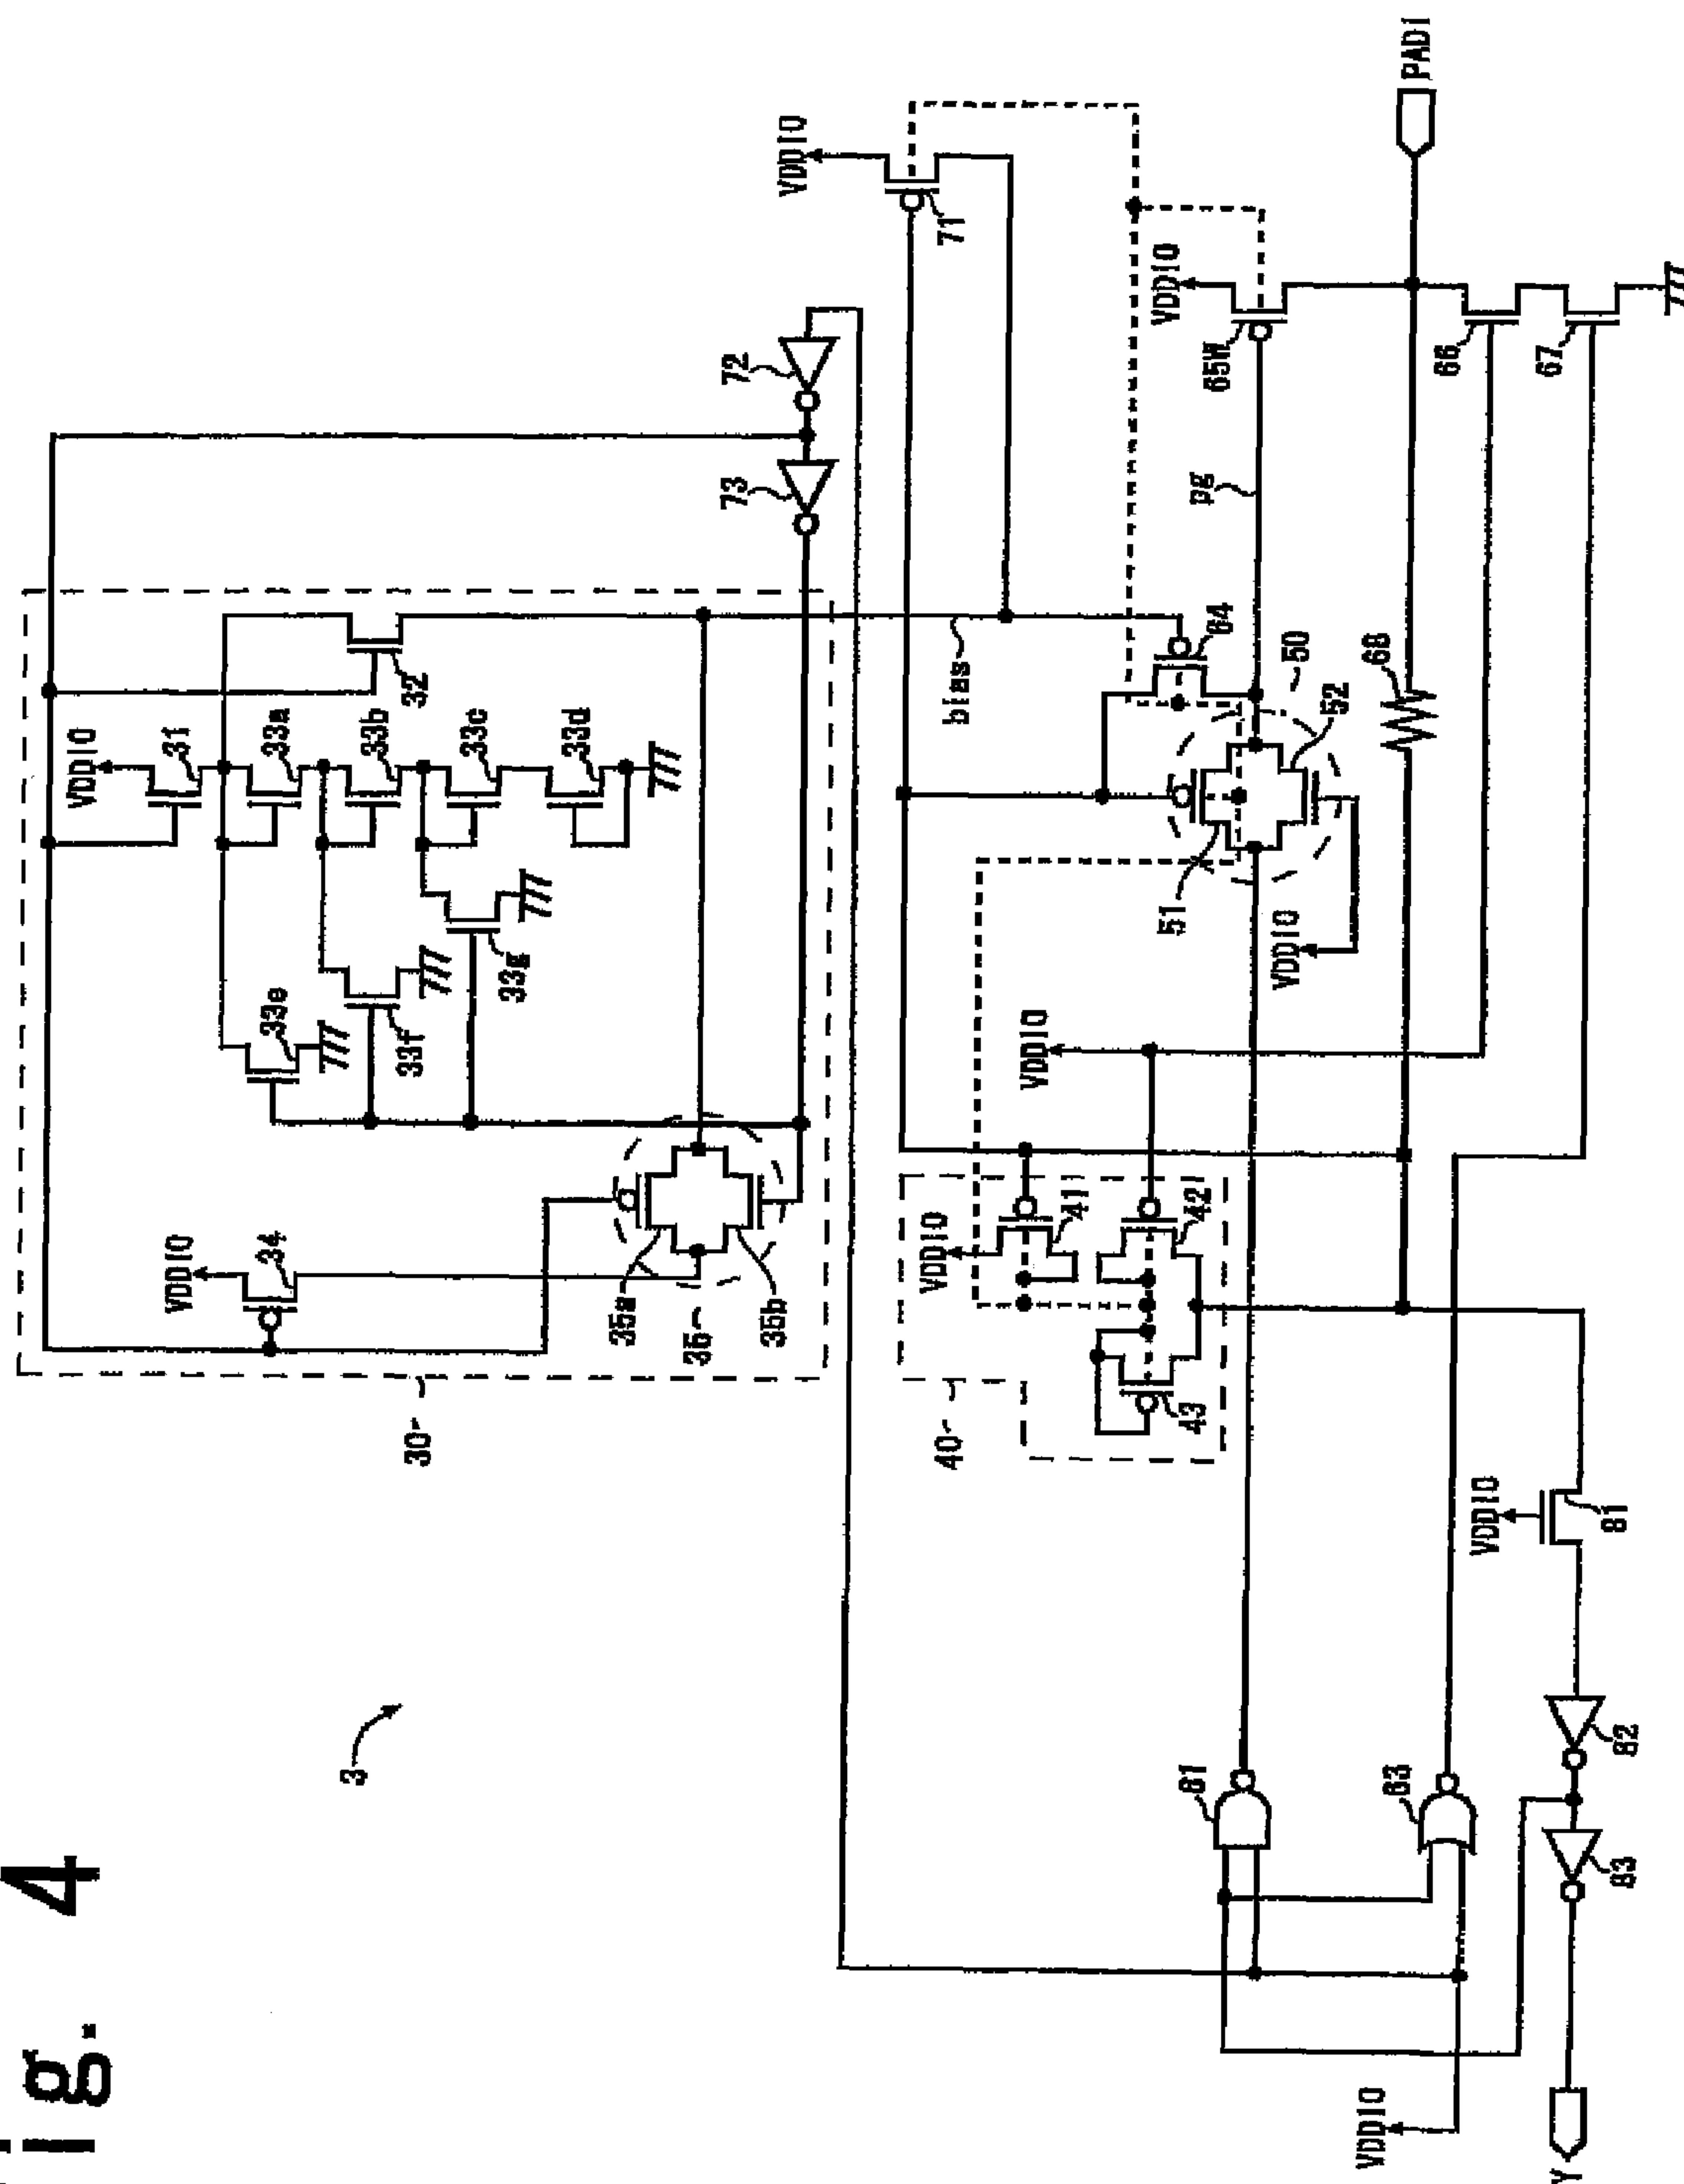 ig. 4
3
30
VDDIO
34
35a
35
35b
33e
33f
33g
VDDIO
31
33a
33b
33c
33d
32
73
72
VDDIO
71
bias
40
VDDIO
41
42
43
VDDIO
VDDIO
51
52
50
64
pg
VDDIO
65W
66
67
68
PAD1
61
63
VDDIO
81
82
83
VDDIO
Y